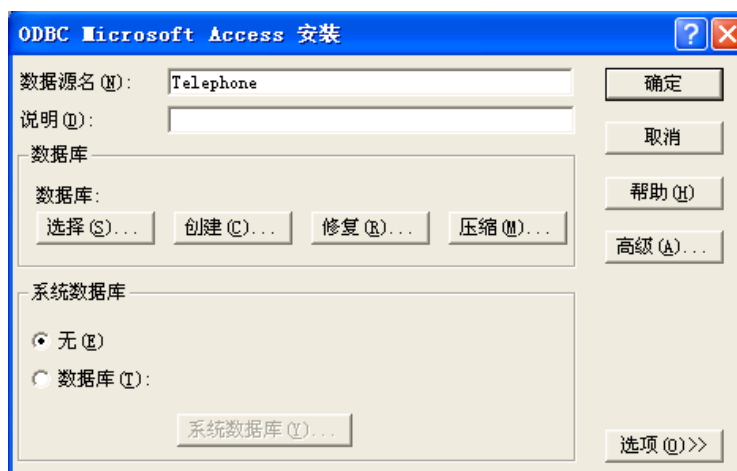 ODBC Microsoft Access 安装
数据源名(N): Telephone 确定
说明(D): 取消
数据库
数据库:
选择(S)... 创建(C)... 修复(R)... 压缩(M)... 帮助(H)
高级(A)...
系统数据库
无(E)
数据库(T):
系统数据库(Y)...
选项(O)>>